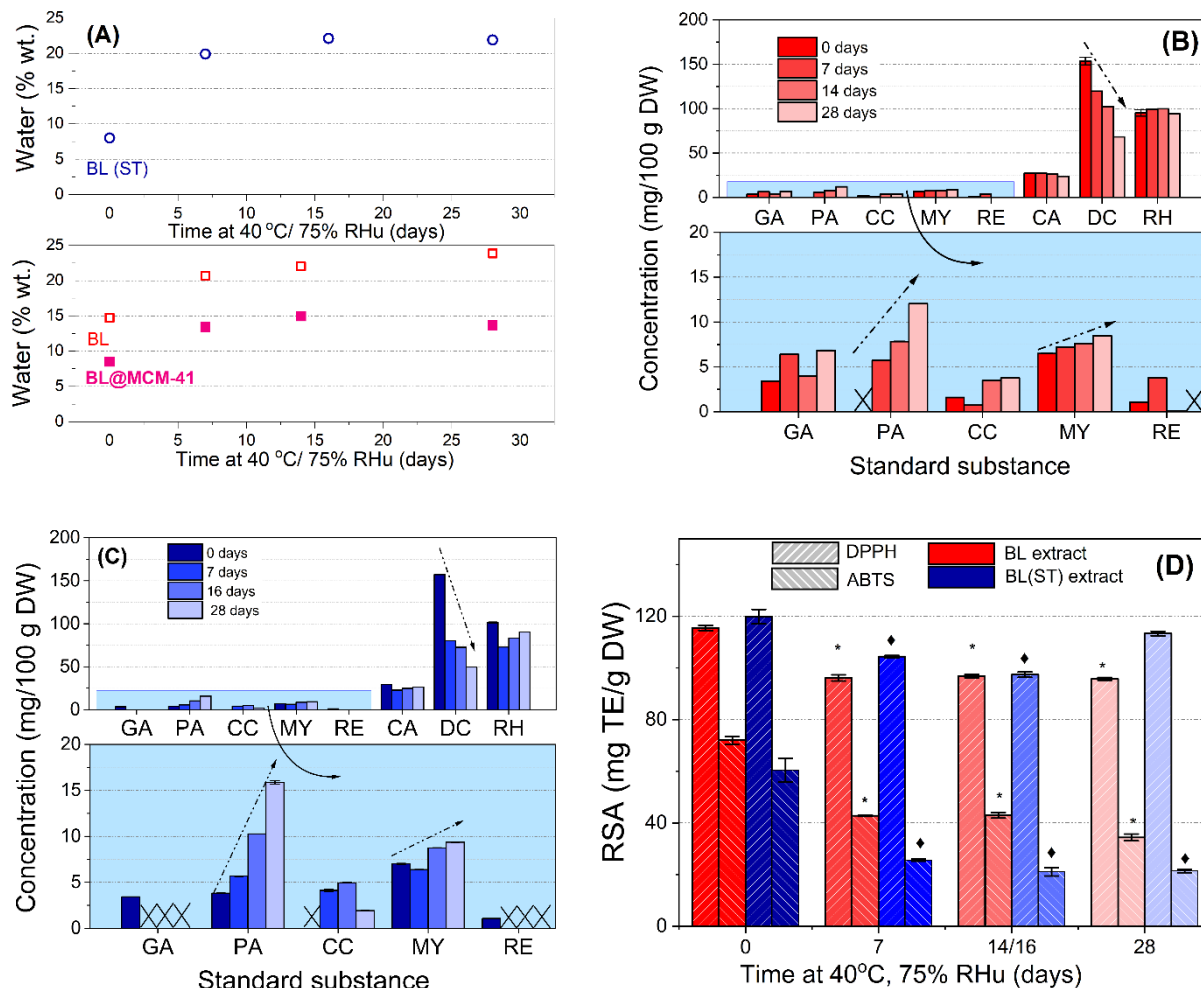 (A)
Water (% wt.)
25
20
15
10
5
0
BL (ST)
0 5 10 15 20 25 30
Time at 40 °C/ 75% RHu (days)
Water (% wt.)
25
20
15
10
5
0
BL
BL@MCM-41
0 5 10 15 20 25 30
Time at 40 °C/ 75% RHu (days)
(B)
Concentration (mg/100 g DW)
0 days
7 days
14 days
28 days
200
150
100
50
0
GA PA CC MY RE CA DC RH
20
15
10
5
0
GA PA CC MY RE
Standard substance
(C)
Concentration (mg/100 g DW)
0 days
7 days
16 days
28 days
200
150
100
50
0
GA PA CC MY RE CA DC RH
20
15
10
5
0
GA PA CC MY RE
Standard substance
(D)
DPPH BL extract
ABTS BL(ST) extract
RSA (mg TE/g DW)
120
80
40
0
* ♦ * ♦ *
* ♦ * ♦ * ♦
0 7 14/16 28
Time at 40°C, 75% RHu (days)